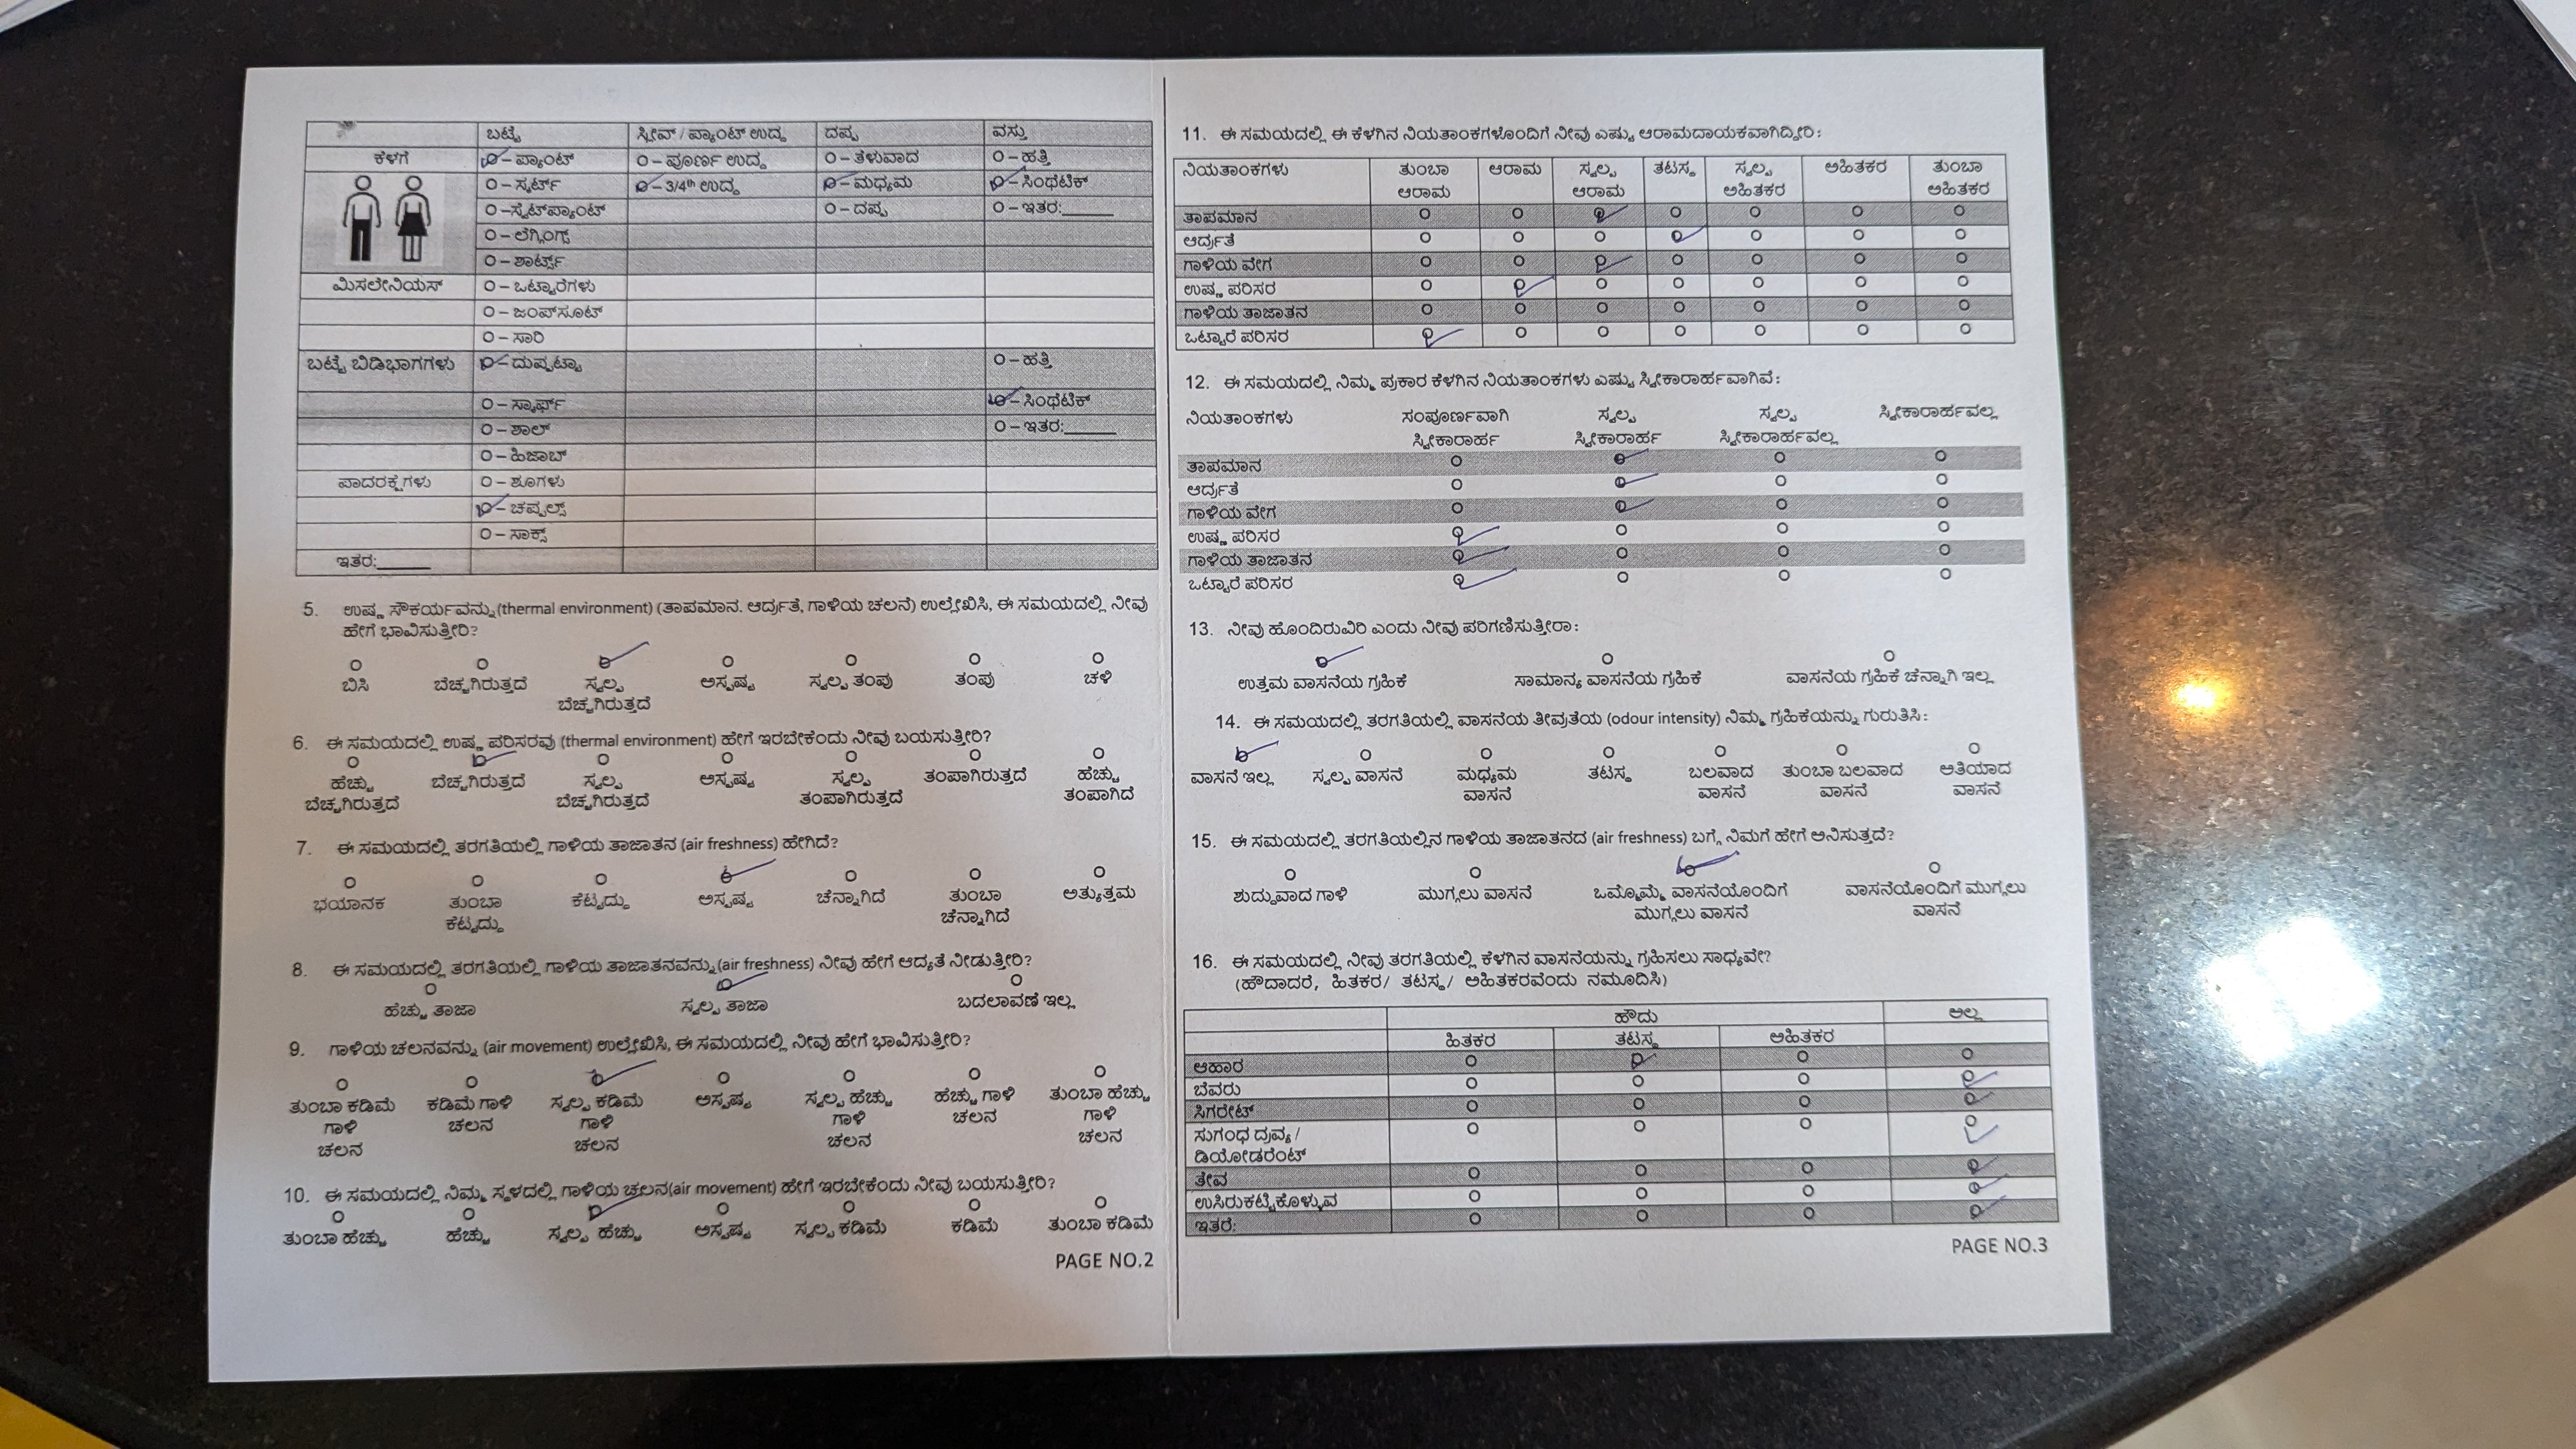 ಬಟ್ಟೆ ಸ್ಲೀವ್ / ಪ್ಯಾಂಟ್ ಉದ್ದ ದಪ್ಪ ವಸ್ತು
ಕೆಳಗೆ O – ಪ್ಯಾಂಟ್ O – ಪೂರ್ಣ ಉದ್ದ O – ತೆಳುವಾದ O – ಹತ್ತಿ
O – ಸ್ಕರ್ಟ್ O – 3/4th ಉದ್ದ O – ಮಧ್ಯಮ O – ಸಿಂಥೆಟಿಕ್
O –ಸ್ವೆಟ್‌ಪ್ಯಾಂಟ್ O – ದಪ್ಪ O – ಇತರ:______
O – ಲೆಗ್ಗಿಂಗ್ಸ್
O – ಶಾರ್ಟ್ಸ್
ಮಿಸಲೇನಿಯಸ್ O – ಒಟ್ಟಾರೆಗಳು
O – ಜಂಪ್‌ಸೂಟ್
O – ಸಾರಿ
ಬಟ್ಟೆ ಬಿಡಿಭಾಗಗಳು O – ದುಪ್ಪಟ್ಟಾ O – ಹತ್ತಿ
O – ಸ್ಕಾರ್ಫ್ O – ಸಿಂಥೆಟಿಕ್
O – ಶಾಲ್ O – ಇತರ:______
O – ಹಿಜಾಬ್
ಪಾದರಕ್ಷೆಗಳು O – ಶೂಗಳು
O – ಚಪ್ಪಲ್ಸ್
O – ಸಾಕ್ಸ್
ಇತರ:______
5. ಉಷ್ಣ ಸೌಕರ್ಯವನ್ನು (thermal environment) (ತಾಪಮಾನ. ಆರ್ದ್ರತೆ, ಗಾಳಿಯ ಚಲನೆ) ಉಲ್ಲೇಖಿಸಿ, ಈ ಸಮಯದಲ್ಲಿ ನೀವು
ಹೇಗೆ ಭಾವಿಸುತ್ತೀರಿ?
ಬಿಸಿ ಬೆಚ್ಚಗಿರುತ್ತದೆ ಸ್ವಲ್ಪ ಅಸ್ಪಷ್ಟ ಸ್ವಲ್ಪ ತಂಪು ತಂಪು ಚಳಿ
ಬೆಚ್ಚಗಿರುತ್ತದೆ
6. ಈ ಸಮಯದಲ್ಲಿ ಉಷ್ಣ ಪರಿಸರವು (thermal environment) ಹೇಗೆ ಇರಬೇಕೆಂದು ನೀವು ಬಯಸುತ್ತೀರಿ?
ಹೆಚ್ಚು ಬೆಚ್ಚಗಿರುತ್ತದೆ ಸ್ವಲ್ಪ ಅಸ್ಪಷ್ಟ ಸ್ವಲ್ಪ ತಂಪಾಗಿರುತ್ತದೆ ಹೆಚ್ಚು
ಬೆಚ್ಚಗಿರುತ್ತದೆ ಬೆಚ್ಚಗಿರುತ್ತದೆ ತಂಪಾಗಿರುತ್ತದೆ ತಂಪಾಗಿದೆ
7. ಈ ಸಮಯದಲ್ಲಿ ತರಗತಿಯಲ್ಲಿ ಗಾಳಿಯ ತಾಜಾತನ (air freshness) ಹೇಗಿದೆ?
ಭಯಾನಕ ತುಂಬಾ ಕೆಟ್ಟದ್ದು ಅಸ್ಪಷ್ಟ ಚೆನ್ನಾಗಿದೆ ತುಂಬಾ ಅತ್ಯುತ್ತಮ
ಕೆಟ್ಟದ್ದು ಚೆನ್ನಾಗಿದೆ
8. ಈ ಸಮಯದಲ್ಲಿ ತರಗತಿಯಲ್ಲಿ ಗಾಳಿಯ ತಾಜಾತನವನ್ನು (air freshness) ನೀವು ಹೇಗೆ ಆದ್ಯತೆ ನೀಡುತ್ತೀರಿ?
ಹೆಚ್ಚು ತಾಜಾ ಸ್ವಲ್ಪ ತಾಜಾ ಬದಲಾವಣೆ ಇಲ್ಲ
9. ಗಾಳಿಯ ಚಲನವನ್ನು (air movement) ಉಲ್ಲೇಖಿಸಿ, ಈ ಸಮಯದಲ್ಲಿ ನೀವು ಹೇಗೆ ಭಾವಿಸುತ್ತೀರಿ?
ತುಂಬಾ ಕಡಿಮೆ ಕಡಿಮೆ ಗಾಳಿ ಸ್ವಲ್ಪ ಕಡಿಮೆ ಅಸ್ಪಷ್ಟ ಸ್ವಲ್ಪ ಹೆಚ್ಚು ಹೆಚ್ಚು ಗಾಳಿ ತುಂಬಾ ಹೆಚ್ಚು
ಗಾಳಿ ಚಲನ ಗಾಳಿ ಗಾಳಿ ಚಲನ ಗಾಳಿ
ಚಲನ ಚಲನ ಚಲನ ಚಲನ
10. ಈ ಸಮಯದಲ್ಲಿ ನಿಮ್ಮ ಸ್ಥಳದಲ್ಲಿ ಗಾಳಿಯ ಚಲನ(air movement) ಹೇಗೆ ಇರಬೇಕೆಂದು ನೀವು ಬಯಸುತ್ತೀರಿ?
ತುಂಬಾ ಹೆಚ್ಚು ಹೆಚ್ಚು ಸ್ವಲ್ಪ ಹೆಚ್ಚು ಅಸ್ಪಷ್ಟ ಸ್ವಲ್ಪ ಕಡಿಮೆ ಕಡಿಮೆ ತುಂಬಾ ಕಡಿಮೆ
PAGE NO.2
11. ಈ ಸಮಯದಲ್ಲಿ ಈ ಕೆಳಗಿನ ನಿಯತಾಂಕಗಳೊಂದಿಗೆ ನೀವು ಎಷ್ಟು ಆರಾಮದಾಯಕವಾಗಿದ್ದೀರಿ:
ನಿಯತಾಂಕಗಳು ತುಂಬಾ ಆರಾಮ ಸ್ವಲ್ಪ ತಟಸ್ಥ ಸ್ವಲ್ಪ ಅಹಿತಕರ ತುಂಬಾ
ಆರಾಮ ಆರಾಮ ಅಹಿತಕರ ಅಹಿತಕರ
ತಾಪಮಾನ
ಆರ್ದ್ರತೆ
ಗಾಳಿಯ ವೇಗ
ಉಷ್ಣ ಪರಿಸರ
ಗಾಳಿಯ ತಾಜಾತನ
ಒಟ್ಟಾರೆ ಪರಿಸರ
12. ಈ ಸಮಯದಲ್ಲಿ ನಿಮ್ಮ ಪ್ರಕಾರ ಕೆಳಗಿನ ನಿಯತಾಂಕಗಳು ಎಷ್ಟು ಸ್ವೀಕಾರಾರ್ಹವಾಗಿವೆ:
ನಿಯತಾಂಕಗಳು ಸಂಪೂರ್ಣವಾಗಿ ಸ್ವಲ್ಪ ಸ್ವಲ್ಪ ಸ್ವೀಕಾರಾರ್ಹವಲ್ಲ
ಸ್ವೀಕಾರಾರ್ಹ ಸ್ವೀಕಾರಾರ್ಹ ಸ್ವೀಕಾರಾರ್ಹವಲ್ಲ
ತಾಪಮಾನ
ಆರ್ದ್ರತೆ
ಗಾಳಿಯ ವೇಗ
ಉಷ್ಣ ಪರಿಸರ
ಗಾಳಿಯ ತಾಜಾತನ
ಒಟ್ಟಾರೆ ಪರಿಸರ
13. ನೀವು ಹೊಂದಿರುವಿರಿ ಎಂದು ನೀವು ಪರಿಗಣಿಸುತ್ತೀರಾ:
ಉತ್ತಮ ವಾಸನೆಯ ಗ್ರಹಿಕೆ ಸಾಮಾನ್ಯ ವಾಸನೆಯ ಗ್ರಹಿಕೆ ವಾಸನೆಯ ಗ್ರಹಿಕೆ ಚೆನ್ನಾಗಿ ಇಲ್ಲ
14. ಈ ಸಮಯದಲ್ಲಿ ತರಗತಿಯಲ್ಲಿ ವಾಸನೆಯ ತೀವ್ರತೆಯ (odour intensity) ನಿಮ್ಮ ಗ್ರಹಿಕೆಯನ್ನು ಗುರುತಿಸಿ:
ವಾಸನೆ ಇಲ್ಲ ಸ್ವಲ್ಪ ವಾಸನೆ ಮಧ್ಯಮ ತಟಸ್ಥ ಬಲವಾದ ತುಂಬಾ ಬಲವಾದ ಅತಿಯಾದ
ವಾಸನೆ ವಾಸನೆ ವಾಸನೆ ವಾಸನೆ
15. ಈ ಸಮಯದಲ್ಲಿ ತರಗತಿಯಲ್ಲಿನ ಗಾಳಿಯ ತಾಜಾತನದ (air freshness) ಬಗ್ಗೆ ನಿಮಗೆ ಹೇಗೆ ಅನಿಸುತ್ತದೆ?
ಶುದ್ದುವಾದ ಗಾಳಿ ಮುಗ್ಗಲು ವಾಸನೆ ಒಮ್ಮೊಮ್ಮೆ ವಾಸನೆಯೊಂದಿಗೆ ವಾಸನೆಯೊಂದಿಗೆ ಮುಗ್ಗಲು
ಮುಗ್ಗಲು ವಾಸನೆ ವಾಸನೆ
16. ಈ ಸಮಯದಲ್ಲಿ ನೀವು ತರಗತಿಯಲ್ಲಿ ಕೆಳಗಿನ ವಾಸನೆಯನ್ನು ಗ್ರಹಿಸಲು ಸಾಧ್ಯವೇ?
(ಹೌದಾದರೆ, ಹಿತಕರ/ ತಟಸ್ಥ/ ಅಹಿತಕರವೆಂದು ನಮೂದಿಸಿ)
ಹೌದು ಅಲ್ಲ
ಹಿತಕರ ತಟಸ್ಥ ಅಹಿತಕರ
ಆಹಾರ
ಬೆವರು
ಸಿಗರೇಟ್
ಸುಗಂಧ ದ್ರವ್ಯ /
ಡಿಯೋಡರೆಂಟ್
ತೇವ
ಉಸಿರುಕಟ್ಟಿಕೊಳ್ಳುವ
ಇತರೆ:
PAGE NO.3